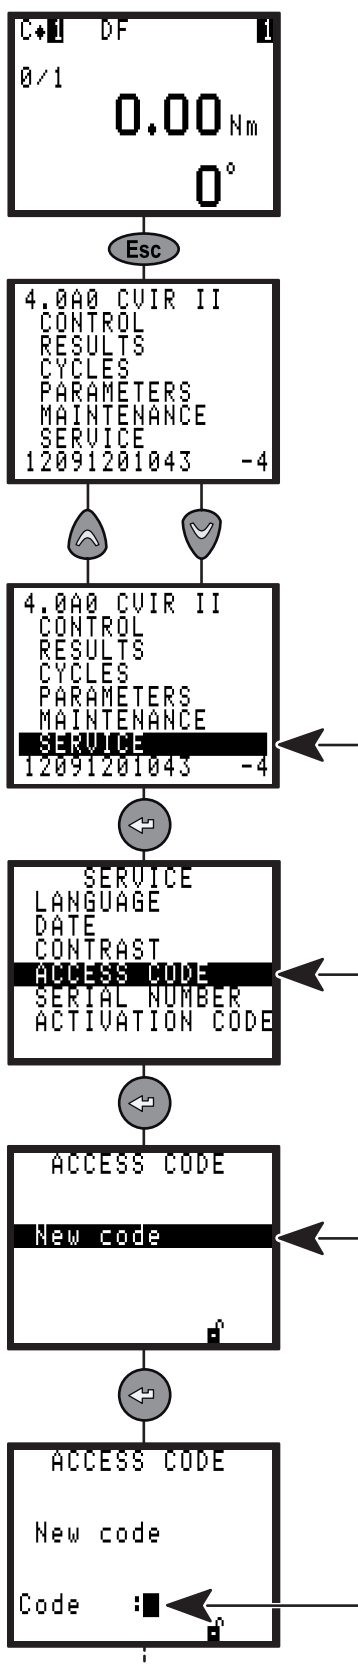 C♦1 DF 1
0/1
0.00 Nm
0°
Esc
4.0A0 CVIR II
CONTROL
RESULTS
CYCLES
PARAMETERS
MAINTENANCE
SERVICE
12091201043 -4
4.0A0 CVIR II
CONTROL
RESULTS
CYCLES
PARAMETERS
MAINTENANCE
SERVICE
12091201043 -4
SERVICE
LANGUAGE
DATE
CONTRAST
ACCESS CODE
SERIAL NUMBER
ACTIVATION CODE
ACCESS CODE
New code
ACCESS CODE
New code
Code :